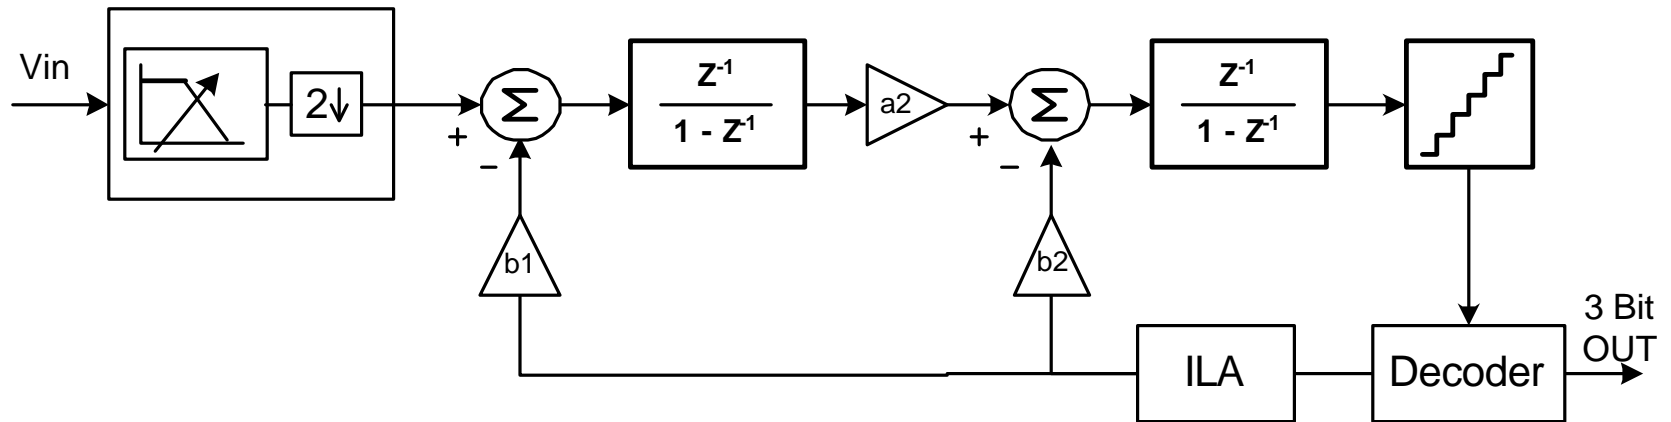 Vin
2↓
+
−
Σ
Z-1
1 - Z-1
a2
+
−
Σ
Z-1
1 - Z-1
b1
b2
ILA
Decoder
3 Bit
OUT